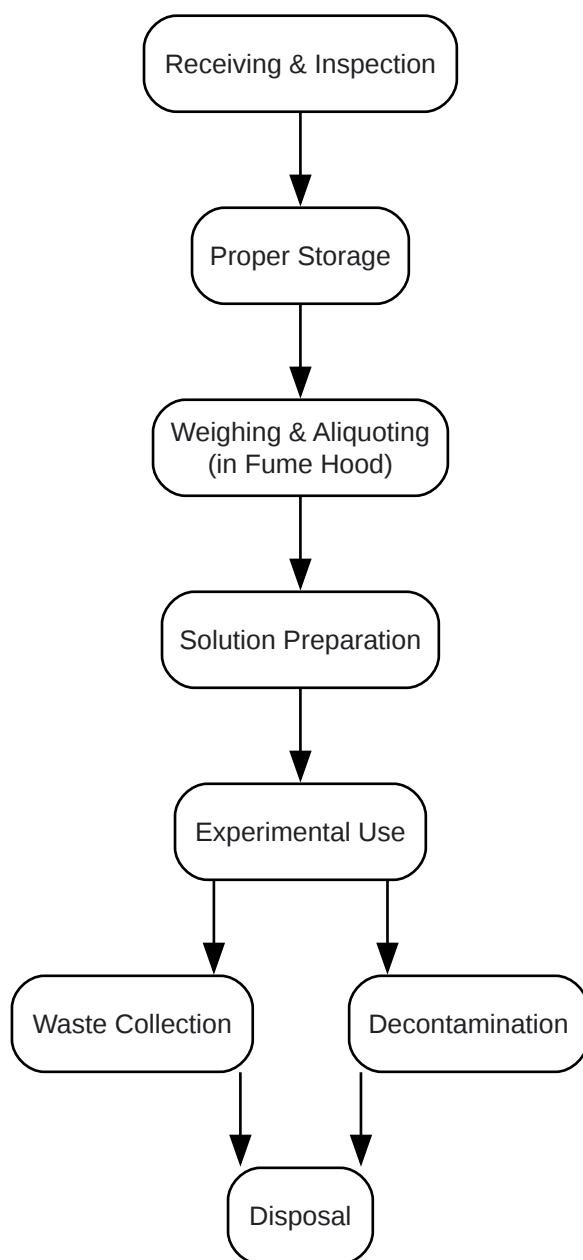 Receiving & Inspection
Proper Storage
Weighing & Aliquoting
(in Fume Hood)
Solution Preparation
Experimental Use
Waste Collection
Decontamination
Disposal